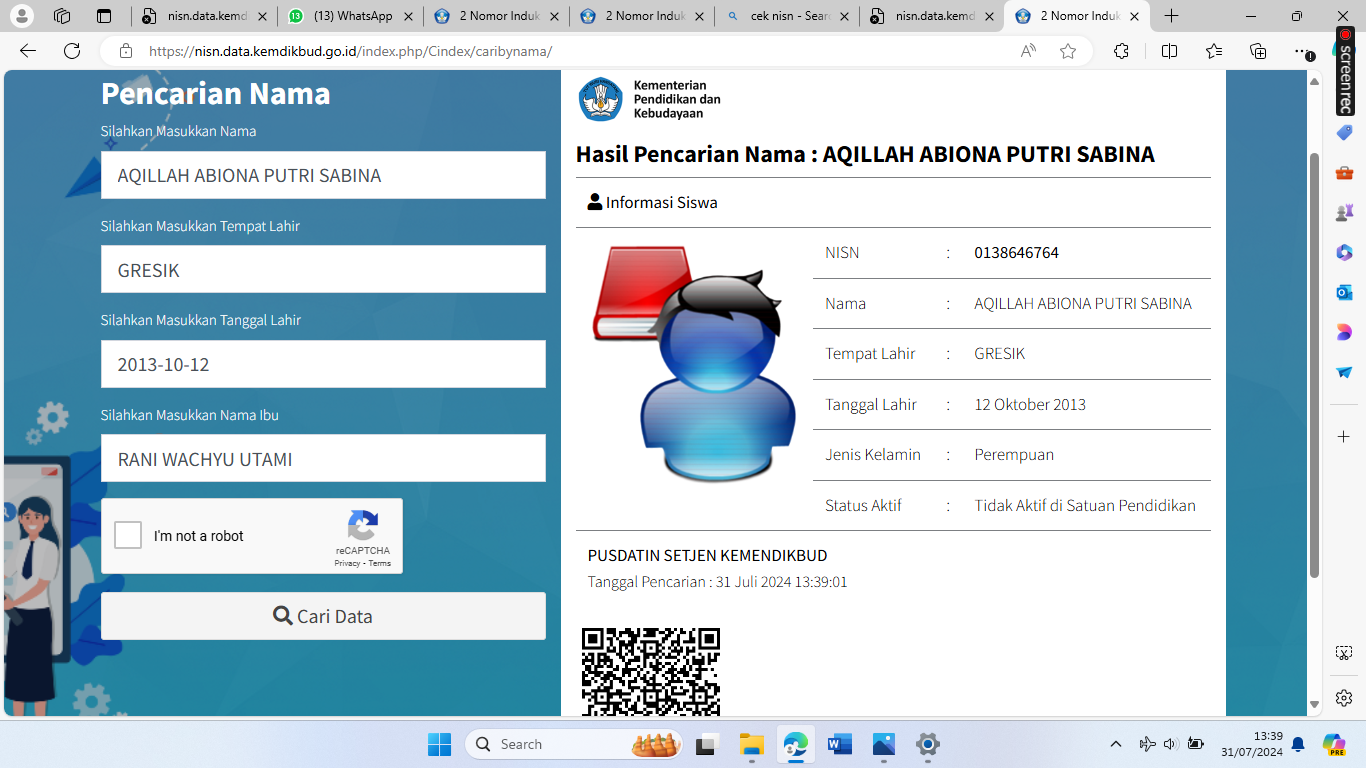 nisn.data.kemd
(13) WhatsApp
2 Nomor Induk
2 Nomor Induk
cek nisn - Sear
nisn.data.kemd
2 Nomor Induk
https://nisn.data.kemdikbud.go.id/index.php/Cindex/caribynama/
screenrec
Pencarian Nama
Silahkan Masukkan Nama
AQILLAH ABIONA PUTRI SABINA
Silahkan Masukkan Tempat Lahir
GRESIK
Silahkan Masukkan Tanggal Lahir
2013-10-12
Silahkan Masukkan Nama Ibu
RANI WACHYU UTAMI
I'm not a robot
reCAPTCHA
Privacy - Terms
Cari Data
Kementerian
Pendidikan dan
Kebudayaan
Hasil Pencarian Nama : AQILLAH ABIONA PUTRI SABINA
Informasi Siswa
NISN : 0138646764
Nama : AQILLAH ABIONA PUTRI SABINA
Tempat Lahir : GRESIK
Tanggal Lahir : 12 Oktober 2013
Jenis Kelamin : Perempuan
Status Aktif : Tidak Aktif di Satuan Pendidikan
PUSDATIN SETJEN KEMENDIKBUD
Tanggal Pencarian : 31 Juli 2024 13:39:01
Search
13:39
31/07/2024
PRE